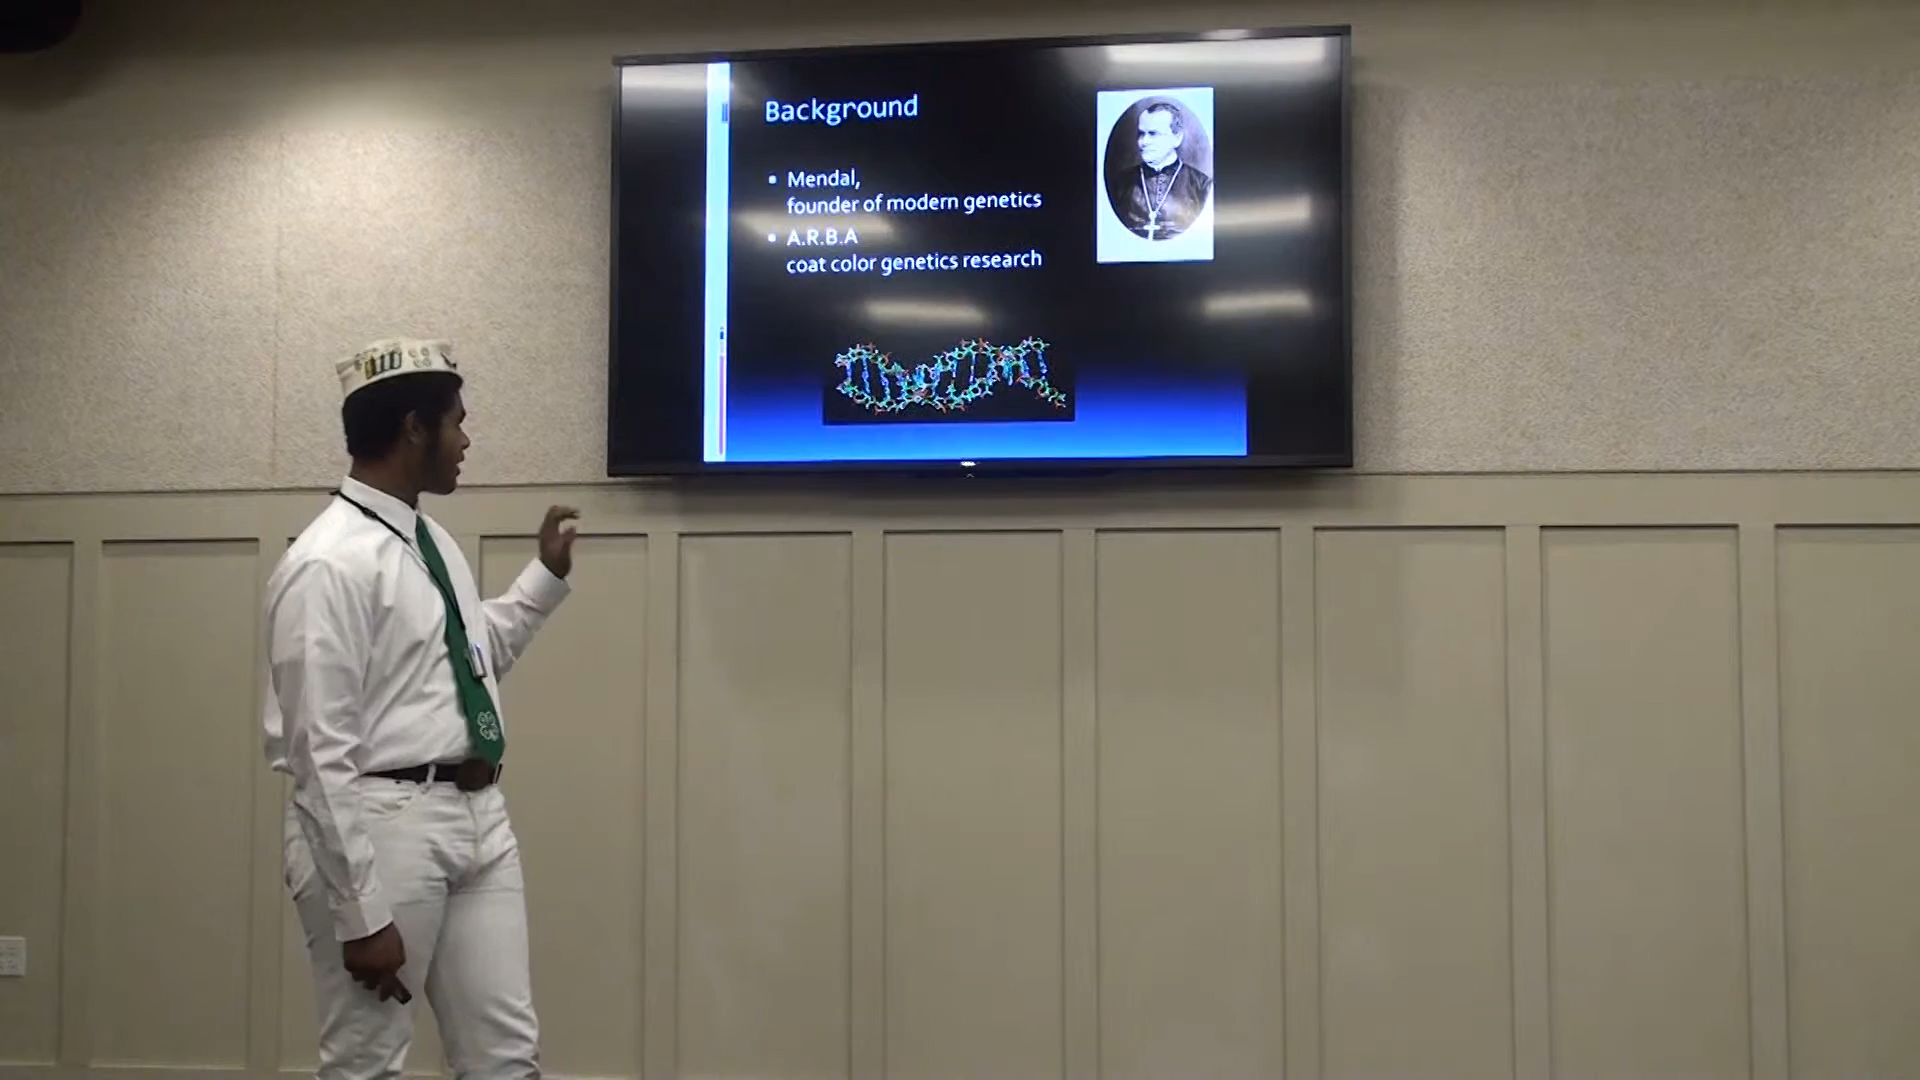 Background
• Mendal,
founder of modern genetics
• A.R.B.A
coat color genetics research